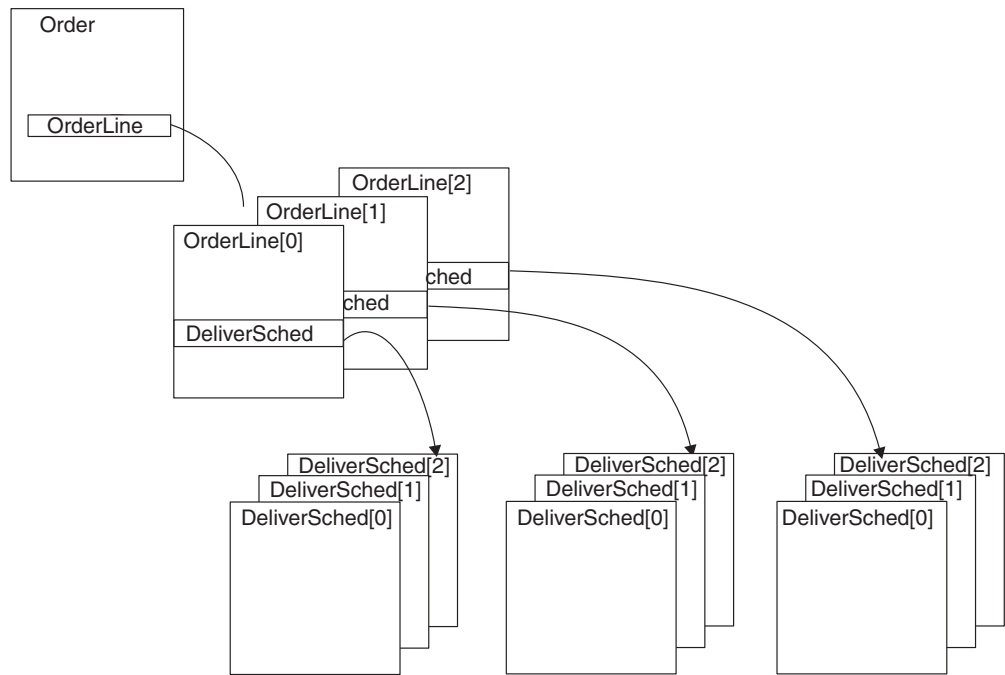 Order
OrderLine
OrderLine[2]
OrderLine[1]
OrderLine[0]
ched
ched
DeliverSched
DeliverSched[2]
DeliverSched[1]
DeliverSched[0]
DeliverSched[2]
DeliverSched[1]
DeliverSched[0]
DeliverSched[2]
DeliverSched[1]
DeliverSched[0]